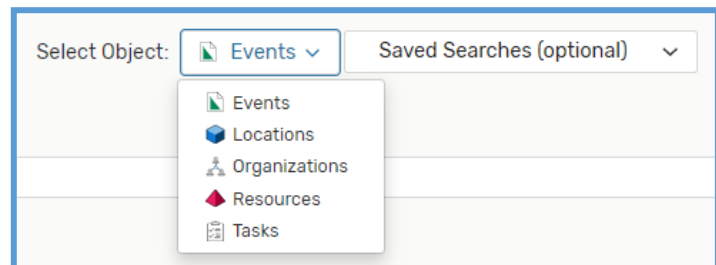 Select Object: Events Saved Searches (optional)
Events
Locations
Organizations
Resources
Tasks